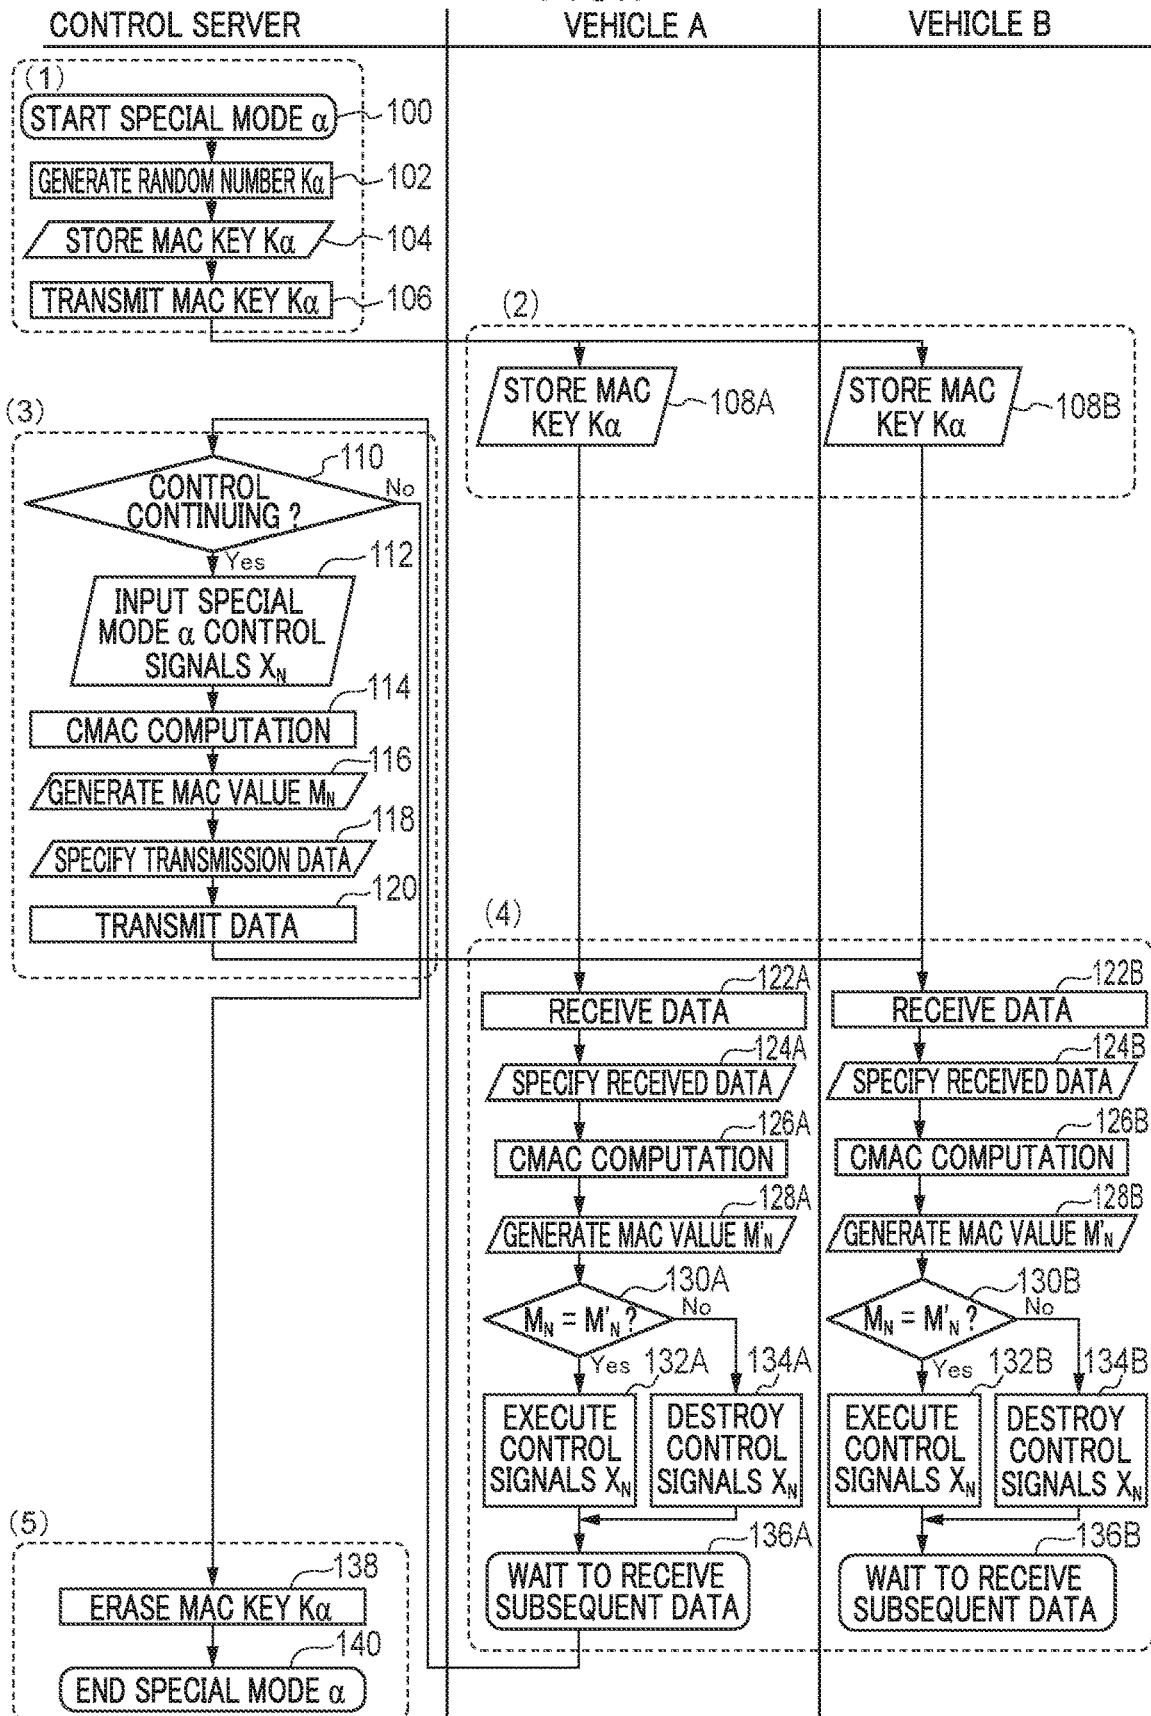 CONTROL SERVER
VEHICLE A
VEHICLE B
(1)
START SPECIAL MODE α
100
GENERATE RANDOM NUMBER Kα
102
STORE MAC KEY Kα
104
TRANSMIT MAC KEY Kα
106
(2)
STORE MAC
KEY Kα
108A
STORE MAC
KEY Kα
108B
(3)
110
CONTROL
CONTINUING ?
No
Yes
112
INPUT SPECIAL
MODE α CONTROL
SIGNALS XN
114
CMAC COMPUTATION
116
GENERATE MAC VALUE MN
118
SPECIFY TRANSMISSION DATA
120
TRANSMIT DATA
(4)
122A
RECEIVE DATA
124A
SPECIFY RECEIVED DATA
126A
CMAC COMPUTATION
128A
GENERATE MAC VALUE M'N
130A
MN = M'N ?
No
Yes
132A
134A
EXECUTE
CONTROL
SIGNALS XN
DESTROY
CONTROL
SIGNALS XN
136A
WAIT TO RECEIVE
SUBSEQUENT DATA
122B
RECEIVE DATA
124B
SPECIFY RECEIVED DATA
126B
CMAC COMPUTATION
128B
GENERATE MAC VALUE M'N
130B
MN = M'N ?
No
Yes
132B
134B
EXECUTE
CONTROL
SIGNALS XN
DESTROY
CONTROL
SIGNALS XN
136B
WAIT TO RECEIVE
SUBSEQUENT DATA
(5)
138
ERASE MAC KEY Kα
140
END SPECIAL MODE α